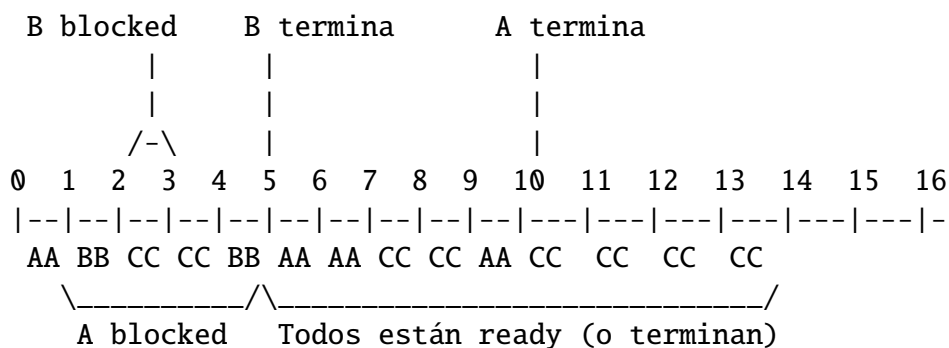 B blocked    B termina       A termina
0  1  2  3  4  5  6  7  8  9  10  11  12  13  14  15  16
|--|--|--|--|--|--|--|--|--|--|---|---|---|---|---|---|-
AA BB CC CC BB AA AA CC CC AA CC  CC  CC  CC
A blocked   Todos están ready (o terminan)